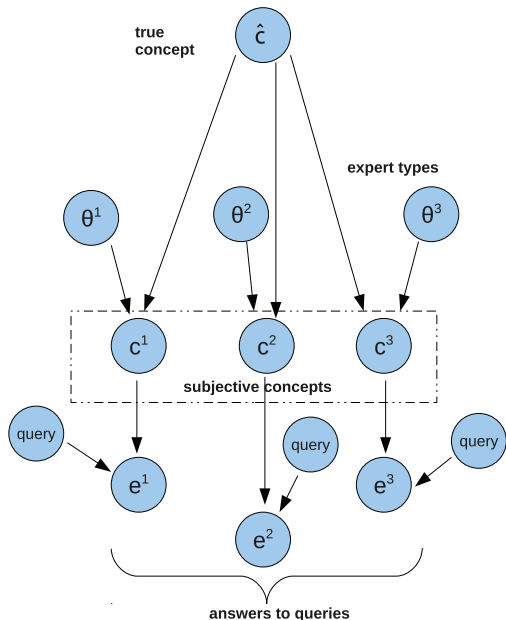 true
concept
ĉ
expert types
θ¹
θ²
θ³
c¹
c²
c³
subjective concepts
query
query
query
e¹
e²
e³
answers to queries